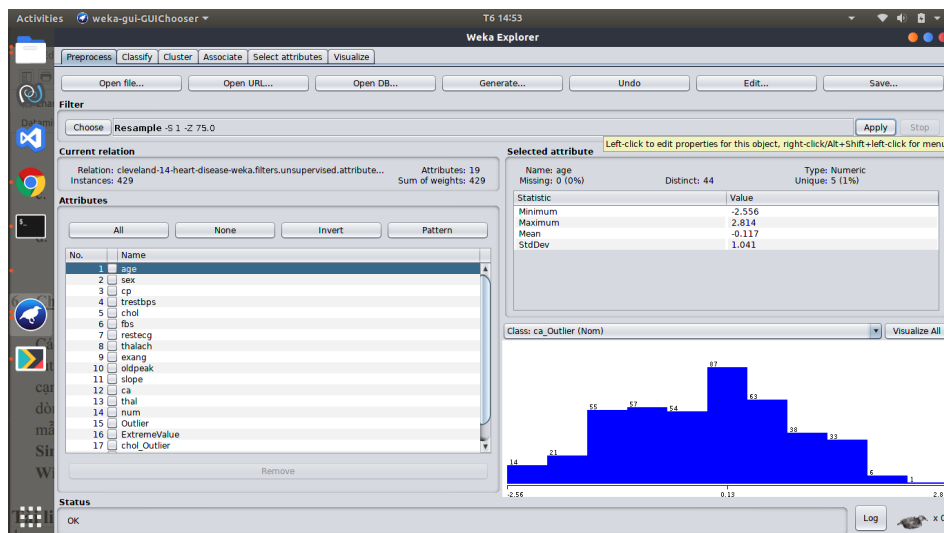 Activities weka-gui-GUIChooser T6 14:53
Weka Explorer
Preprocess Classify Cluster Associate Select attributes Visualize
Open file... Open URL... Open DB... Generate... Undo Edit... Save...
Filter
Choose Resample -S 1 -Z 75.0 Apply Stop
Left-click to edit properties for this object, right-click/Alt+Shift+left-click for menu
Current relation
Relation: cleveland-14-heart-disease-weka.filters.unsupervised.attribute... Attributes: 19
Instances: 429 Sum of weights: 429
Selected attribute
Name: age Type: Numeric
Missing: 0 (0%) Distinct: 44 Unique: 5 (1%)
Statistic Value
Minimum -2.556
Maximum 2.814
Mean -0.117
StdDev 1.041
Attributes
All None Invert Pattern
No. Name
1 age
2 sex
3 cp
4 trestbps
5 chol
6 fbs
7 restecg
8 thalach
9 exang
10 oldpeak
11 slope
12 ca
13 thal
14 num
15 Outlier
16 ExtremeValue
17 chol_Outlier
Remove
Class: ca_Outlier (Nom) Visualize All
14 21 55 57 54 87 63 38 33 6 1
-2.56 0.13 2.8
Status
OK
Log x 0